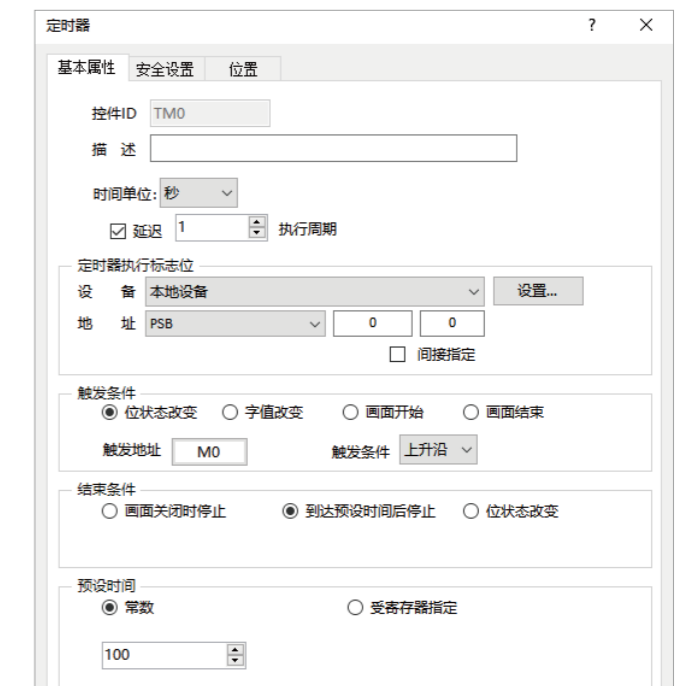 定时器 ? ×
基本属性 安全设置 位置
控件ID TM0
描 述
时间单位: 秒
延迟 1 执行周期
定时器执行标志位
设 备 本地设备 设置...
地 址 PSB 0 0
间接指定
触发条件
位状态改变 字值改变 画面开始 画面结束
触发地址 M0 触发条件 上升沿
结束条件
画面关闭时停止 到达预设时间后停止 位状态改变
预设时间
常数 受寄存器指定
100